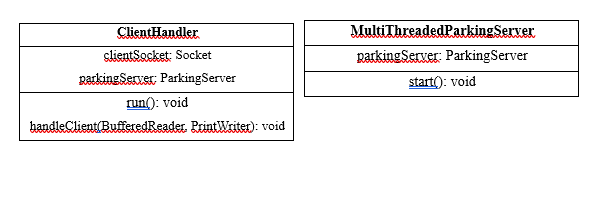 ClientHandler
clientSocket: Socket
parkingServer: ParkingServer
run(): void
handleClient(BufferedReader, PrintWriter): void
MultiThreadedParkingServer
parkingServer: ParkingServer
start(): void